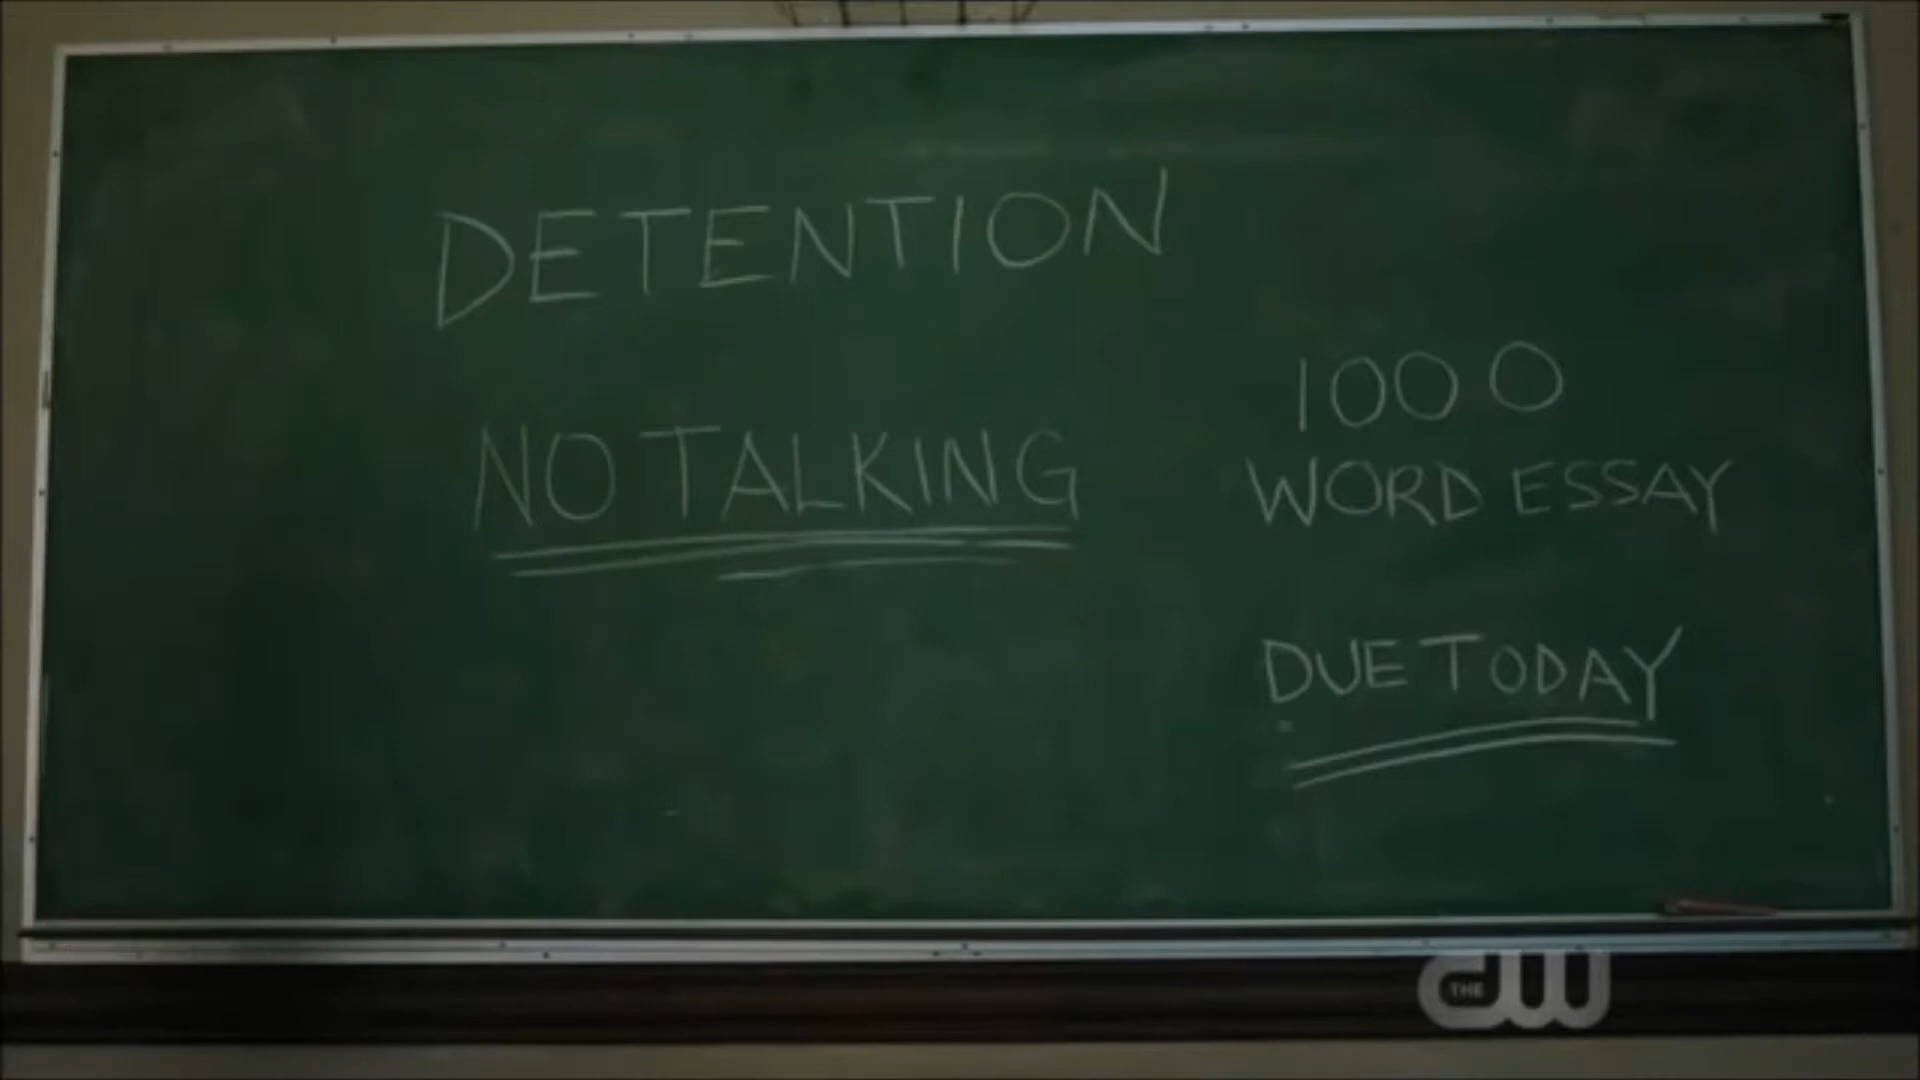 DETENTION
NO TALKING
1000
WORD ESSAY
DUE TODAY
THE CW